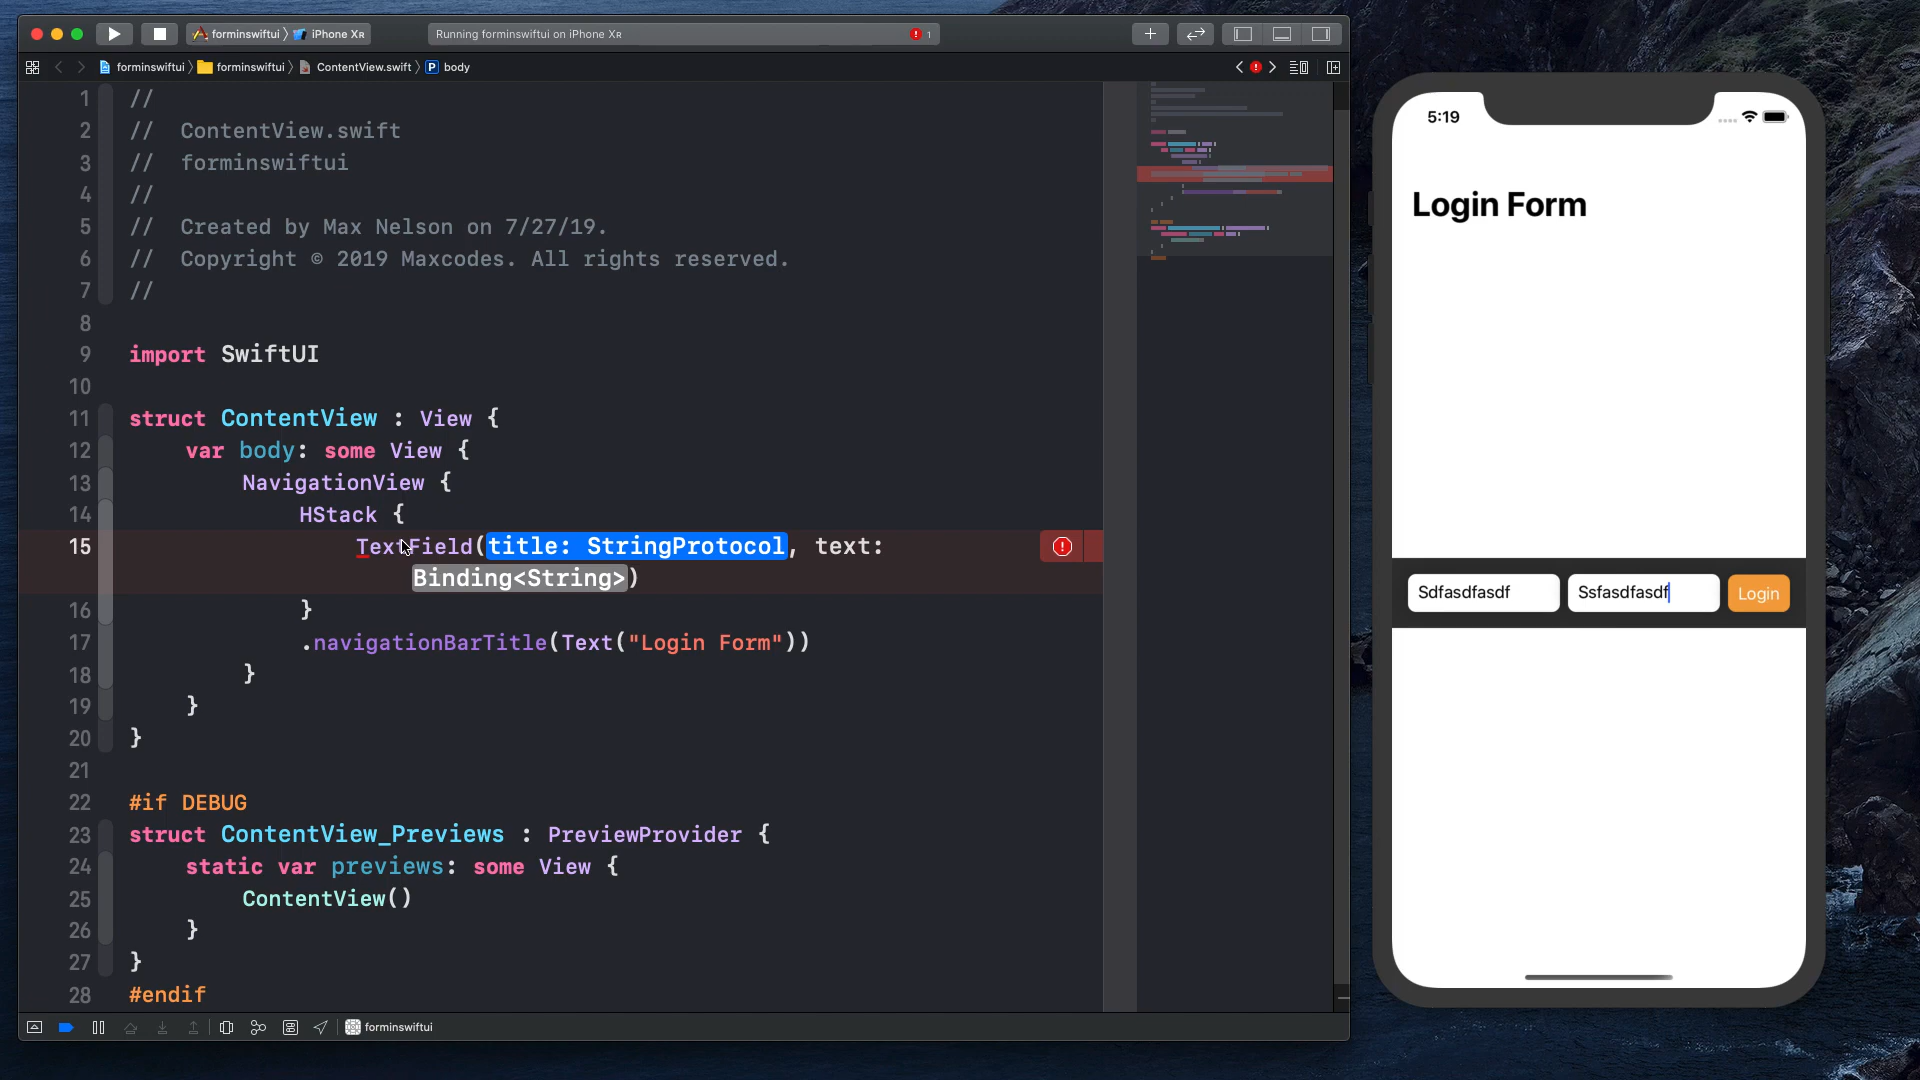 forminswiftui 〉 iPhone XR
Running forminswiftui on iPhone XR
1
forminswiftui 〉 forminswiftui 〉 ContentView.swift 〉 P body
1 //
2 //  ContentView.swift
3 //  forminswiftui
4 //
5 //  Created by Max Nelson on 7/27/19.
6 //  Copyright © 2019 Maxcodes. All rights reserved.
7 //
8
9 import SwiftUI
10
11 struct ContentView : View {
12 var body: some View {
13 NavigationView {
14 HStack {
15 TextField(title: StringProtocol, text:
Binding<String>)
16 }
17 .navigationBarTitle(Text("Login Form"))
18 }
19 }
20 }
21
22 #if DEBUG
23 struct ContentView_Previews : PreviewProvider {
24 static var previews: some View {
25 ContentView()
26 }
27 }
28 #endif
forminswiftui
5:19
Login Form
Sdfasdfasdf
Ssfasdfasdf
Login